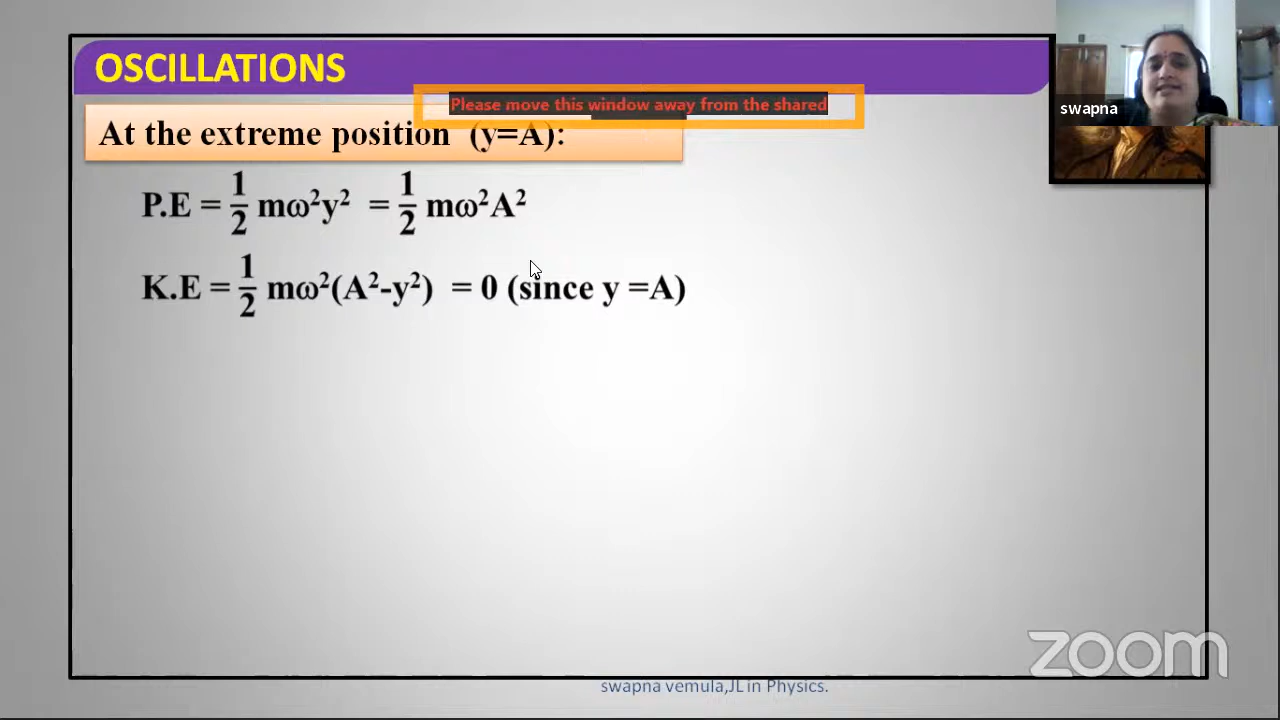 OSCILLATIONS
swapna
Please move this window away from the shared
At the extreme position (y=A):
P.E = 1/2 mω²y² = 1/2 mω²A²
K.E = 1/2 mω²(A²-y²) = 0 (since y =A)
zoom
swapna vemula,JL in Physics.